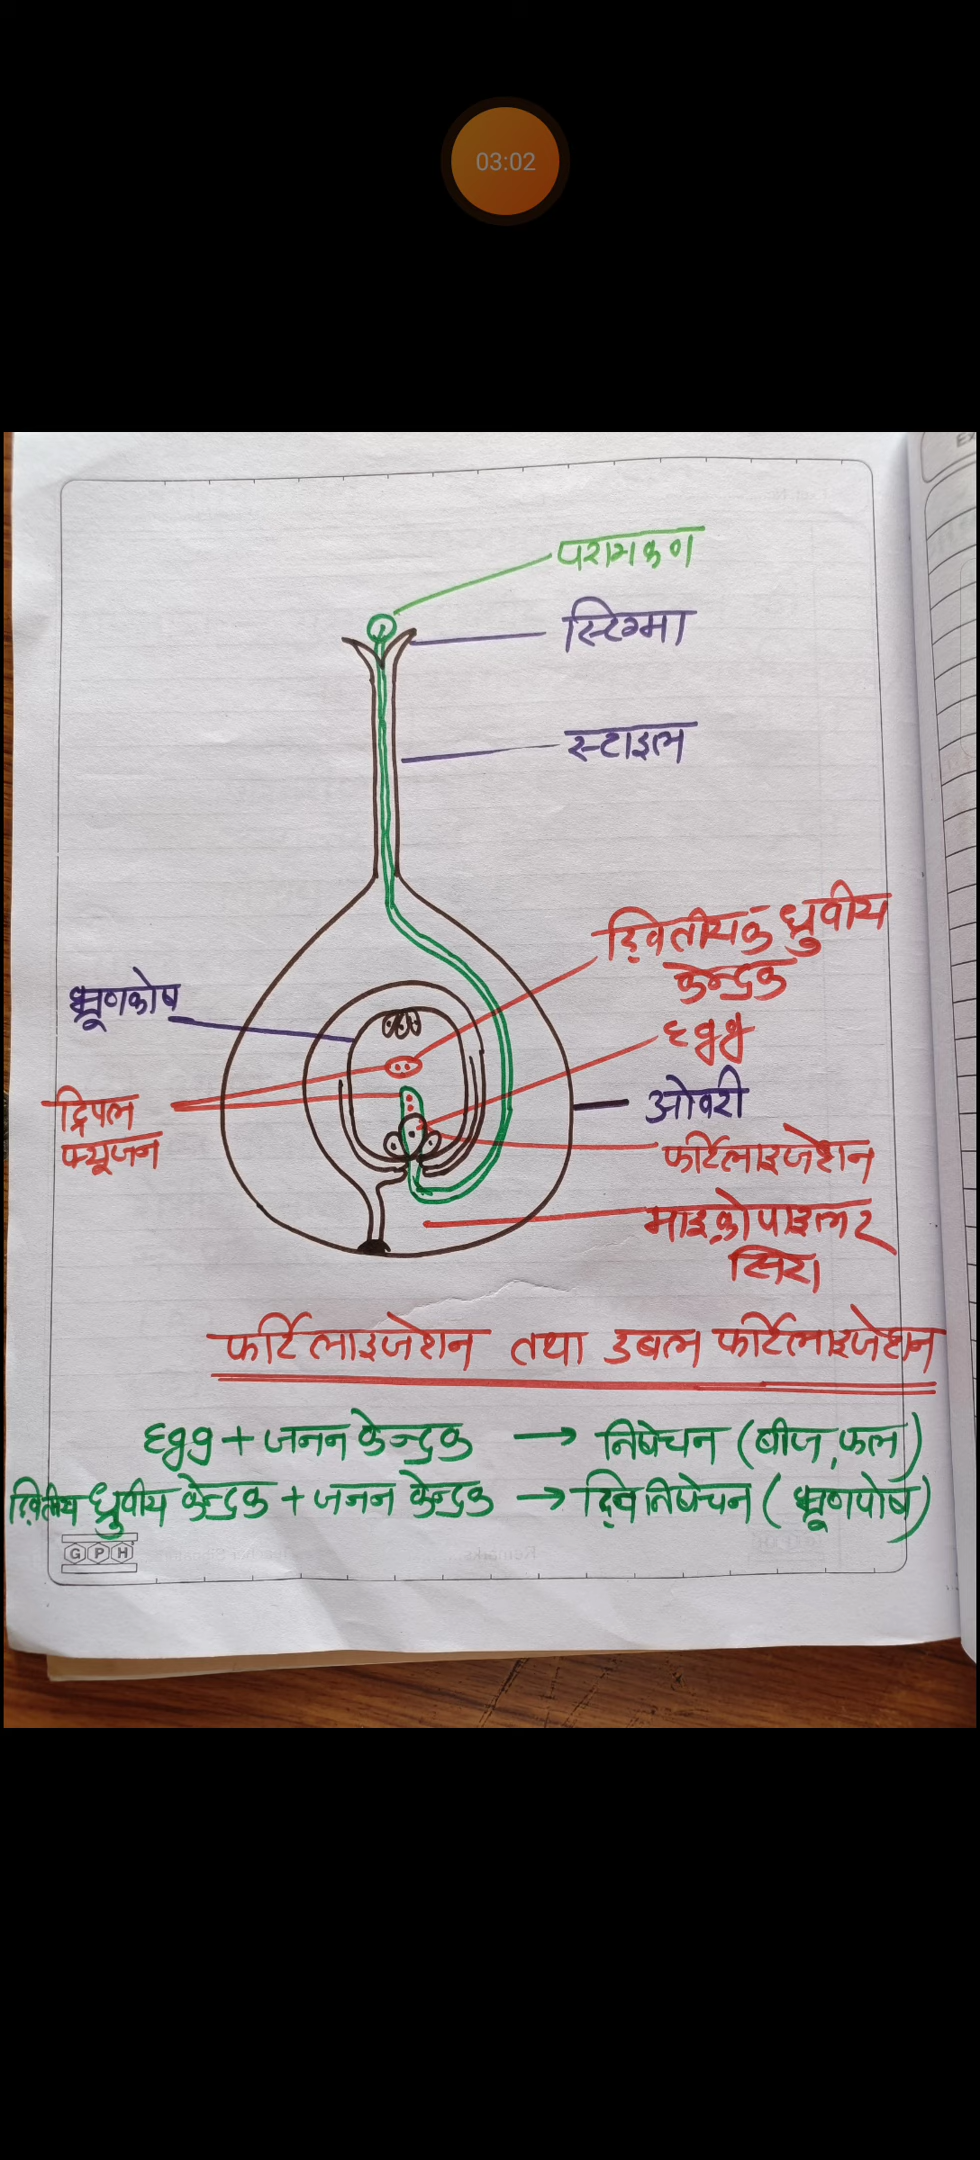 03:02
परागकण
स्टिग्मा
स्टाइल
द्वितीयक ध्रुवीय
केन्द्रक
भ्रूणकोष
Egg
ओवरी
ट्रिपल
फ्यूजन
फर्टिलाइजेशन
माइक्रोपाइलर
सिरा
फर्टिलाइजेशन तथा डबल फर्टिलाइजेशन
Egg + जनन केन्द्रक → निषेचन (बीज, फल)
द्वितीय ध्रुवीय केन्द्रक + जनन केन्द्रक → द्विनिषेचन (भ्रूणपोष)
GPH